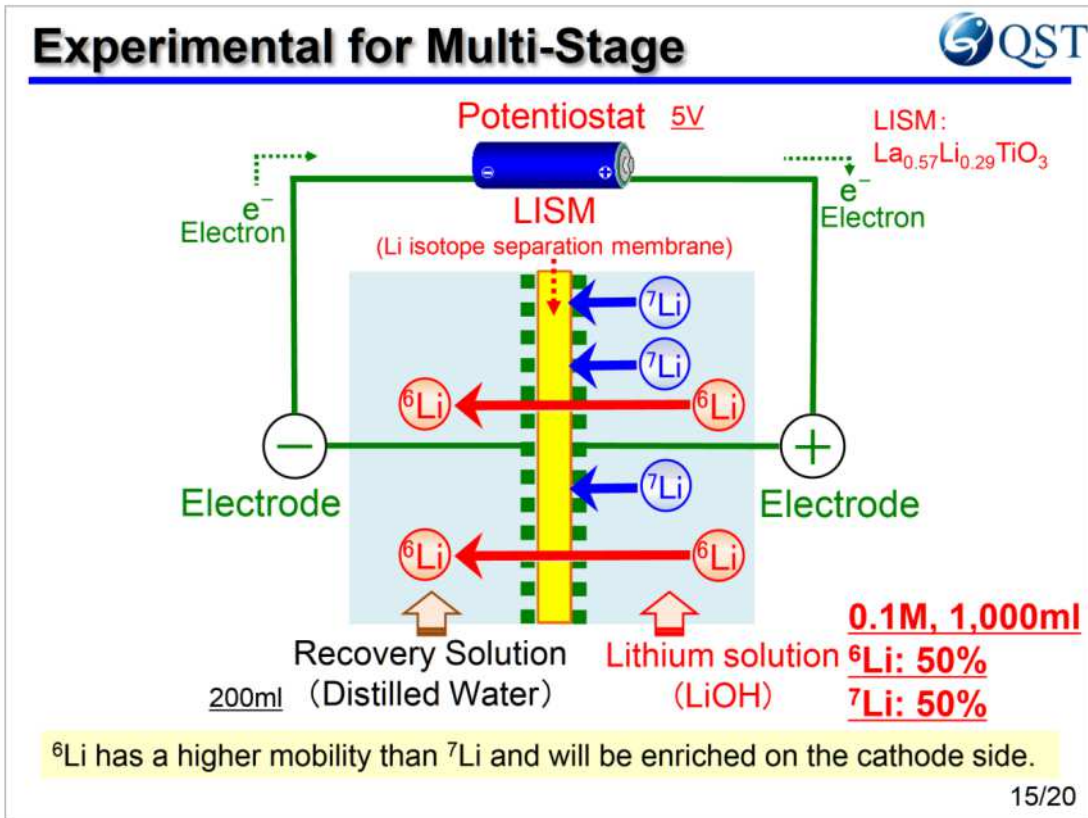 Experimental for Multi-Stage
QST
Potentiostat 5V
LISM:
La₀.₅₇Li₀.₂₉TiO₃
⊖ ⊕
e⁻
Electron
e⁻
Electron
LISM
(Li isotope separation membrane)
⁷Li
⁷Li
⁶Li ⁶Li
− +
Electrode Electrode
⁷Li
⁶Li ⁶Li
Recovery Solution
200ml (Distilled Water)
Lithium solution
(LiOH)
0.1M, 1,000ml
⁶Li: 50%
⁷Li: 50%
⁶Li has a higher mobility than ⁷Li and will be enriched on the cathode side.
15/20